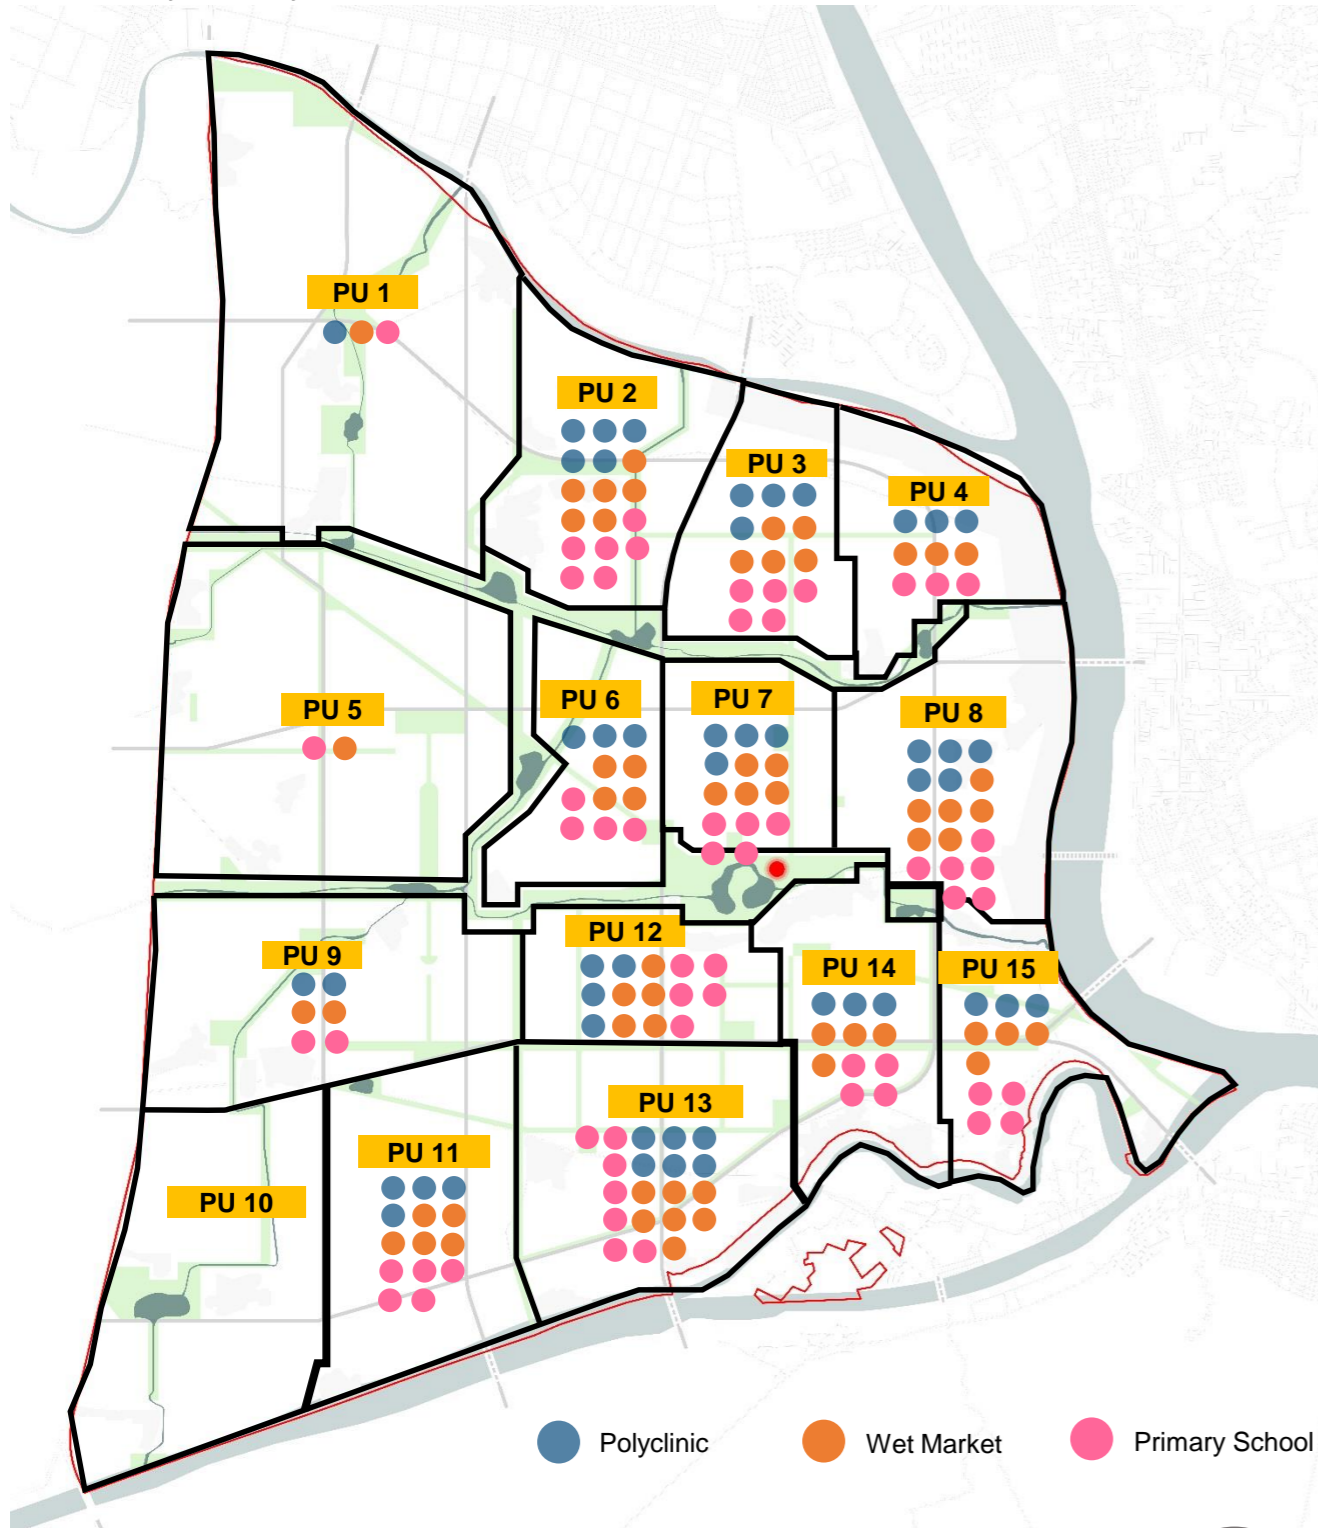 PU 1
PU 2
PU 3
PU 4
PU 5
PU 6
PU 7
PU 8
PU 9
PU 12
PU 14
PU 15
PU 13
PU 11
PU 10
Polyclinic
Wet Market
Primary School